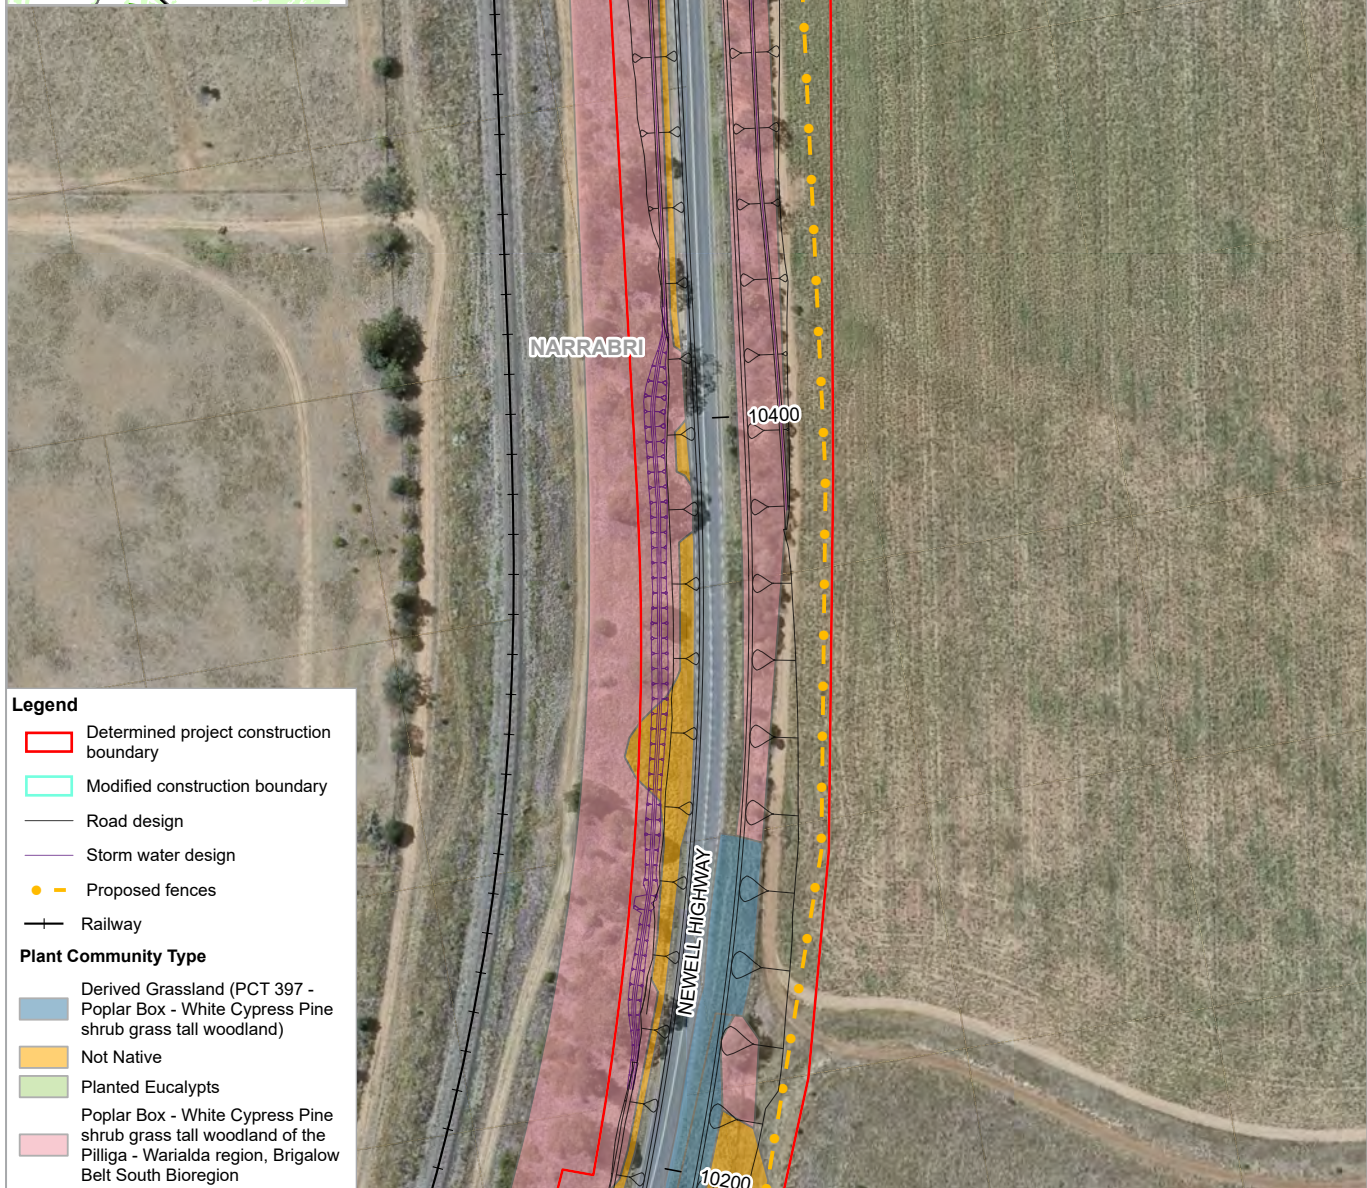 NARRABRI
10400
NEWELL HIGHWAY
10200
Legend
Determined project construction
boundary
Modified construction boundary
Road design
Storm water design
Proposed fences
Railway
Plant Community Type
Derived Grassland (PCT 397 -
Poplar Box - White Cypress Pine
shrub grass tall woodland)
Not Native
Planted Eucalypts
Poplar Box - White Cypress Pine
shrub grass tall woodland of the
Pilliga - Warialda region, Brigalow
Belt South Bioregion